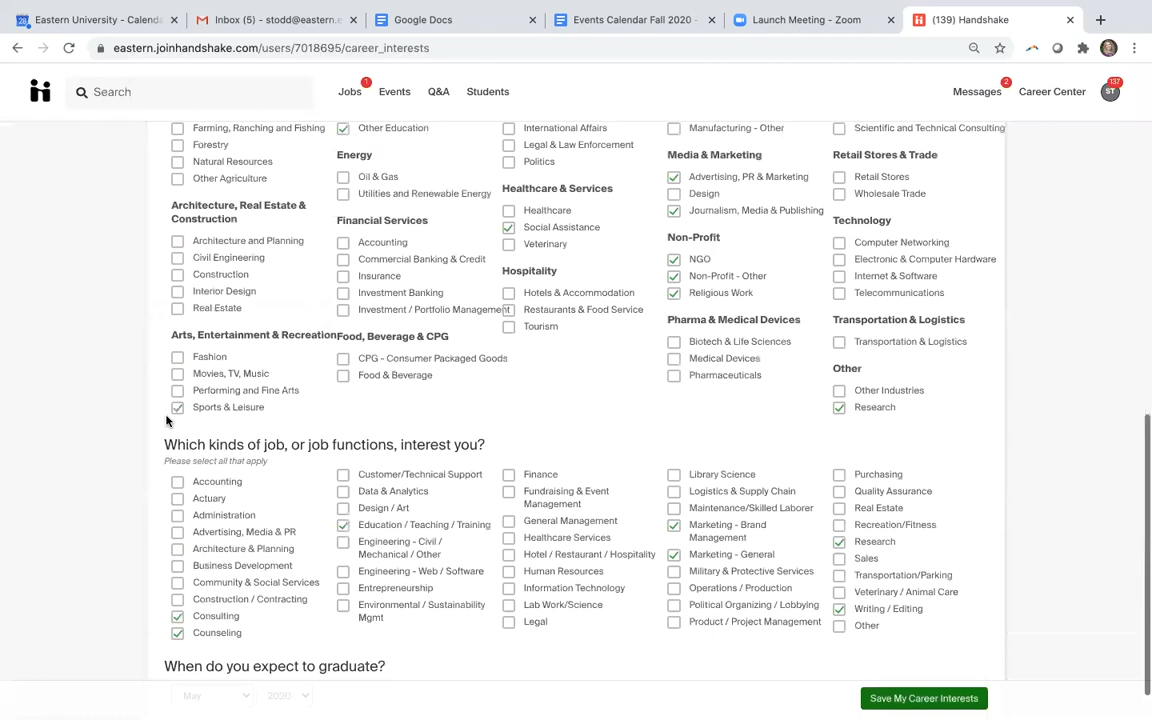 Eastern University - Calenda
Inbox (5) - stodd@eastern.e
Google Docs
Events Calendar Fall 2020 -
Launch Meeting - Zoom
(139) Handshake
eastern.joinhandshake.com/users/7018695/career_interests
Search
Jobs
1
Events
Q&A
Students
Messages
2
Career Center
ST
137
Farming, Ranching and Fishing
Forestry
Natural Resources
Other Agriculture
Architecture, Real Estate &
Construction
Architecture and Planning
Civil Engineering
Construction
Interior Design
Real Estate
Arts, Entertainment & Recreation
Fashion
Movies, TV, Music
Performing and Fine Arts
Sports & Leisure
Other Education
Energy
Oil & Gas
Utilities and Renewable Energy
Financial Services
Accounting
Commercial Banking & Credit
Insurance
Investment Banking
Investment / Portfolio Management
Food, Beverage & CPG
CPG - Consumer Packaged Goods
Food & Beverage
International Affairs
Legal & Law Enforcement
Politics
Healthcare & Services
Healthcare
Social Assistance
Veterinary
Hospitality
Hotels & Accommodation
Restaurants & Food Service
Tourism
Manufacturing - Other
Media & Marketing
Advertising, PR & Marketing
Design
Journalism, Media & Publishing
Non-Profit
NGO
Non-Profit - Other
Religious Work
Pharma & Medical Devices
Biotech & Life Sciences
Medical Devices
Pharmaceuticals
Scientific and Technical Consulting
Retail Stores & Trade
Retail Stores
Wholesale Trade
Technology
Computer Networking
Electronic & Computer Hardware
Internet & Software
Telecommunications
Transportation & Logistics
Transportation & Logistics
Other
Other Industries
Research
Which kinds of job, or job functions, interest you?
Please select all that apply
Accounting
Actuary
Administration
Advertising, Media & PR
Architecture & Planning
Business Development
Community & Social Services
Construction / Contracting
Consulting
Counseling
Customer/Technical Support
Data & Analytics
Design / Art
Education / Teaching / Training
Engineering - Civil /
Mechanical / Other
Engineering - Web / Software
Entrepreneurship
Environmental / Sustainability
Mgmt
Finance
Fundraising & Event
Management
General Management
Healthcare Services
Hotel / Restaurant / Hospitality
Human Resources
Information Technology
Lab Work/Science
Legal
Library Science
Logistics & Supply Chain
Maintenance/Skilled Laborer
Marketing - Brand
Management
Marketing - General
Military & Protective Services
Operations / Production
Political Organizing / Lobbying
Product / Project Management
Purchasing
Quality Assurance
Real Estate
Recreation/Fitness
Research
Sales
Transportation/Parking
Veterinary / Animal Care
Writing / Editing
Other
When do you expect to graduate?
May
2020
Save My Career Interests